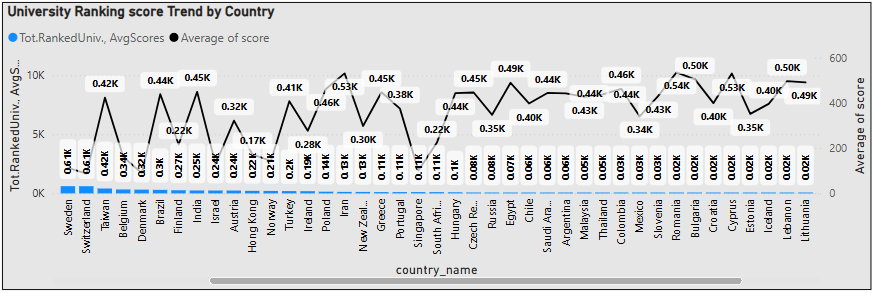 University Ranking score Trend by Country
Tot.RankedUniv., AvgScores Average of score
Tot.RankedUniv., AvgS...
10K
5K
0K
600
400
200
0
Average of score
0.42K
0.44K
0.22K
0.45K
0.32K
0.17K
0.41K
0.28K
0.46K
0.53K
0.30K
0.45K
0.38K
0.22K
0.44K
0.45K
0.35K
0.49K
0.40K
0.44K
0.44K
0.43K
0.46K
0.44K
0.34K
0.43K
0.54K
0.50K
0.40K
0.53K
0.35K
0.40K
0.50K
0.49K
0.61K
0.61K
0.42K
0.34K
0.32K
0.3K
0.27K
0.25K
0.24K
0.24K
0.22K
0.21K
0.2K
0.19K
0.14K
0.13K
0.13K
0.11K
0.11K
0.11K
0.11K
0.1K
0.08K
0.08K
0.07K
0.06K
0.06K
0.06K
0.05K
0.05K
0.03K
0.03K
0.03K
0.02K
0.02K
0.02K
0.02K
0.02K
0.02K
0.02K
0.02K
Sweden
Switzerland
Taiwan
Belgium
Denmark
Brazil
Finland
India
Israel
Austria
Hong Kong
Norway
Turkey
Ireland
Poland
Iran
New Zeal...
Greece
Portugal
Singapore
South Afri...
Hungary
Czech Re...
Russia
Egypt
Chile
Saudi Ara...
Argentina
Malaysia
Thailand
Colombia
Mexico
Slovenia
Romania
Bulgaria
Croatia
Cyprus
Estonia
Iceland
Lebanon
Lithuania
country_name